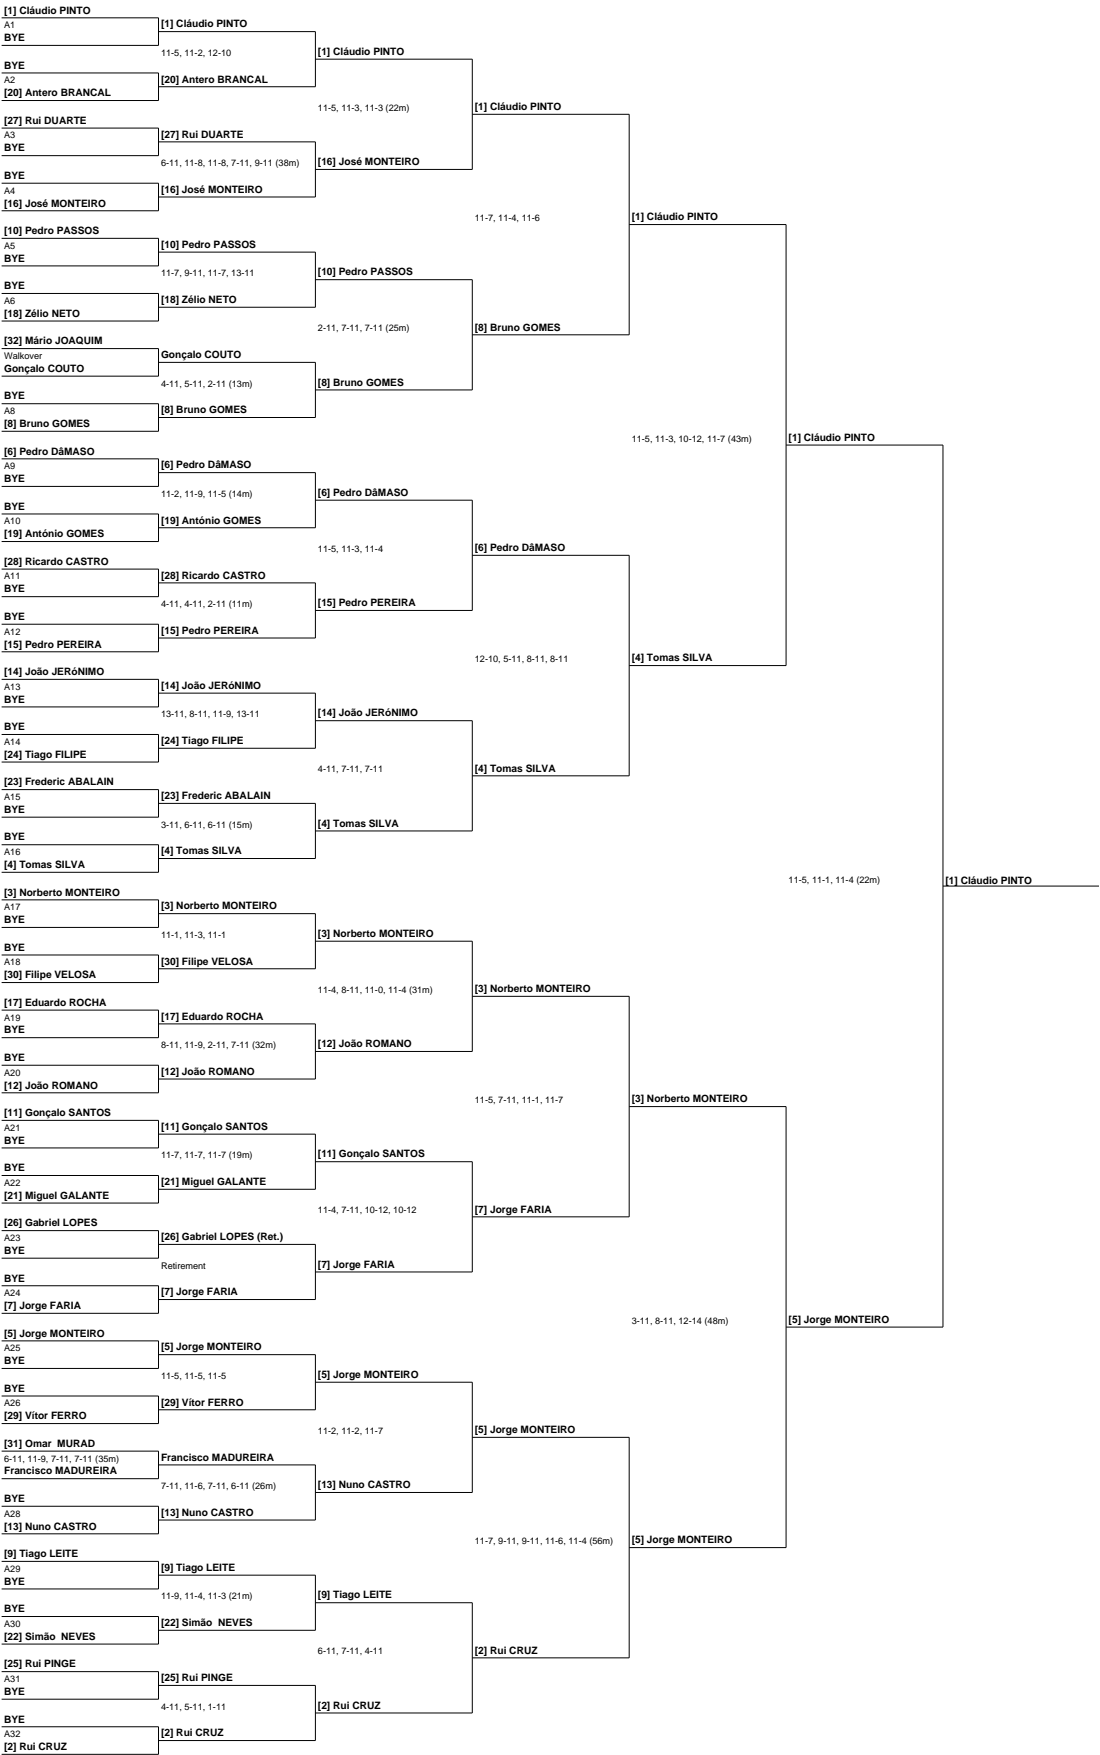 [1] Cláudio PINTO
A1
BYE
[1] Cláudio PINTO
11-5, 11-2, 12-10
[1] Cláudio PINTO
BYE
A2
[20] Antero BRANCAL
[20] Antero BRANCAL
11-5, 11-3, 11-3 (22m)
[1] Cláudio PINTO
[27] Rui DUARTE
A3
BYE
[27] Rui DUARTE
6-11, 11-8, 11-8, 7-11, 9-11 (38m)
[16] José MONTEIRO
BYE
A4
[16] José MONTEIRO
[16] José MONTEIRO
11-7, 11-4, 11-6
[1] Cláudio PINTO
[10] Pedro PASSOS
A5
BYE
[10] Pedro PASSOS
11-7, 9-11, 11-7, 13-11
[10] Pedro PASSOS
BYE
A6
[18] Zélio NETO
[18] Zélio NETO
2-11, 7-11, 7-11 (25m)
[8] Bruno GOMES
[32] Mário JOAQUIM
Walkover
Gonçalo COUTO
Gonçalo COUTO
4-11, 5-11, 2-11 (13m)
[8] Bruno GOMES
BYE
A8
[8] Bruno GOMES
[8] Bruno GOMES
11-5, 11-3, 10-12, 11-7 (43m)
[1] Cláudio PINTO
[6] Pedro DâMASO
A9
BYE
[6] Pedro DâMASO
11-2, 11-9, 11-5 (14m)
[6] Pedro DâMASO
BYE
A10
[19] António GOMES
[19] António GOMES
11-5, 11-3, 11-4
[6] Pedro DâMASO
[28] Ricardo CASTRO
A11
BYE
[28] Ricardo CASTRO
4-11, 4-11, 2-11 (11m)
[15] Pedro PEREIRA
BYE
A12
[15] Pedro PEREIRA
[15] Pedro PEREIRA
12-10, 5-11, 8-11, 8-11
[4] Tomas SILVA
[14] João JERóNIMO
A13
BYE
[14] João JERóNIMO
13-11, 8-11, 11-9, 13-11
[14] João JERóNIMO
BYE
A14
[24] Tiago FILIPE
[24] Tiago FILIPE
4-11, 7-11, 7-11
[4] Tomas SILVA
[23] Frederic ABALAIN
A15
BYE
[23] Frederic ABALAIN
3-11, 6-11, 6-11 (15m)
[4] Tomas SILVA
BYE
A16
[4] Tomas SILVA
[4] Tomas SILVA
11-5, 11-1, 11-4 (22m)
[1] Cláudio PINTO
[3] Norberto MONTEIRO
A17
BYE
[3] Norberto MONTEIRO
11-1, 11-3, 11-1
[3] Norberto MONTEIRO
BYE
A18
[30] Filipe VELOSA
[30] Filipe VELOSA
11-4, 8-11, 11-0, 11-4 (31m)
[3] Norberto MONTEIRO
[17] Eduardo ROCHA
A19
BYE
[17] Eduardo ROCHA
8-11, 11-9, 2-11, 7-11 (32m)
[12] João ROMANO
BYE
A20
[12] João ROMANO
[12] João ROMANO
11-5, 7-11, 11-1, 11-7
[3] Norberto MONTEIRO
[11] Gonçalo SANTOS
A21
BYE
[11] Gonçalo SANTOS
11-7, 11-7, 11-7 (19m)
[11] Gonçalo SANTOS
BYE
A22
[21] Miguel GALANTE
[21] Miguel GALANTE
11-4, 7-11, 10-12, 10-12
[7] Jorge FARIA
[26] Gabriel LOPES
A23
BYE
[26] Gabriel LOPES (Ret.)
Retirement
[7] Jorge FARIA
BYE
A24
[7] Jorge FARIA
[7] Jorge FARIA
3-11, 8-11, 12-14 (48m)
[5] Jorge MONTEIRO
[5] Jorge MONTEIRO
A25
BYE
[5] Jorge MONTEIRO
11-5, 11-5, 11-5
[5] Jorge MONTEIRO
BYE
A26
[29] Vítor FERRO
[29] Vítor FERRO
11-2, 11-2, 11-7
[5] Jorge MONTEIRO
[31] Omar MURAD
6-11, 11-9, 7-11, 7-11 (35m)
Francisco MADUREIRA
Francisco MADUREIRA
7-11, 11-6, 7-11, 6-11 (26m)
[13] Nuno CASTRO
BYE
A28
[13] Nuno CASTRO
[13] Nuno CASTRO
11-7, 9-11, 9-11, 11-6, 11-4 (56m)
[5] Jorge MONTEIRO
[9] Tiago LEITE
A29
BYE
[9] Tiago LEITE
11-9, 11-4, 11-3 (21m)
[9] Tiago LEITE
BYE
A30
[22] Simão NEVES
[22] Simão NEVES
6-11, 7-11, 4-11
[2] Rui CRUZ
[25] Rui PINGE
A31
BYE
[25] Rui PINGE
4-11, 5-11, 1-11
[2] Rui CRUZ
BYE
A32
[2] Rui CRUZ
[2] Rui CRUZ